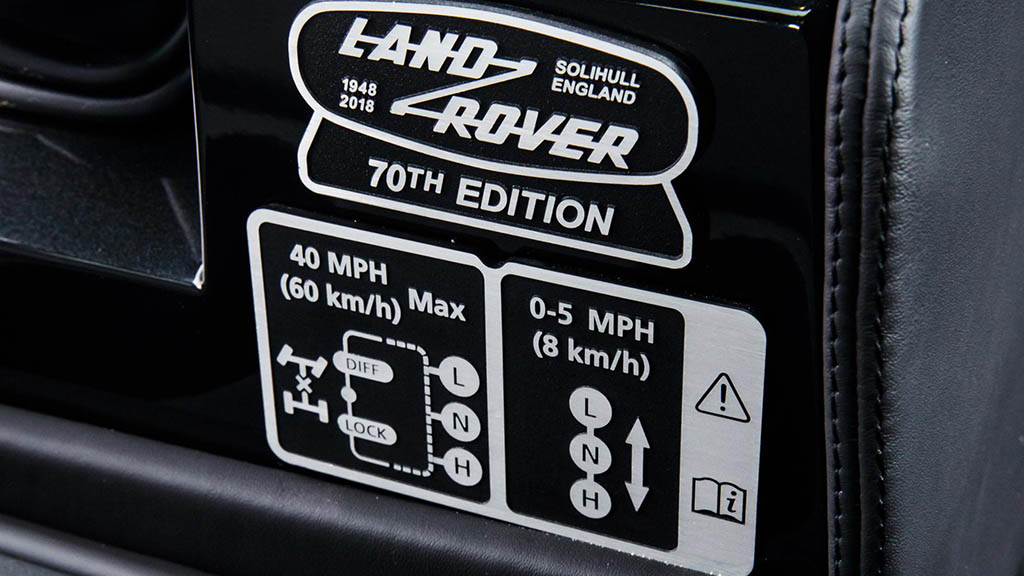 LAND
ROVER
1948
2018
SOLIHULL
ENGLAND
70TH EDITION
40 MPH
(60 km/h) Max
DIFF
LOCK
L
N
H
0-5 MPH
(8 km/h)
L
N
H
!
i